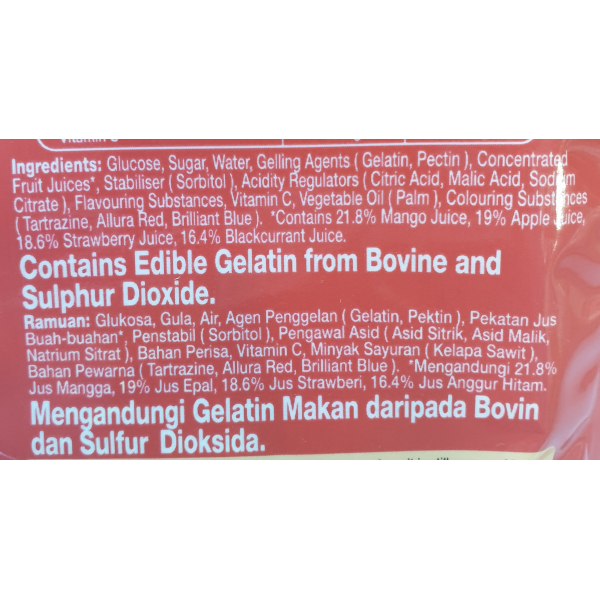 Ingredients: Glucose, Sugar, Water, Gelling Agents ( Gelatin, Pectin ), Concentrated
Fruit Juices*, Stabiliser ( Sorbitol ), Acidity Regulators ( Citric Acid, Malic Acid, Sodium
Citrate ), Flavouring Substances, Vitamin C, Vegetable Oil ( Palm ), Colouring Substances
( Tartrazine, Allura Red, Brilliant Blue ). *Contains 21.8% Mango Juice, 19% Apple Juice,
18.6% Strawberry Juice, 16.4% Blackcurrant Juice.
Contains Edible Gelatin from Bovine and
Sulphur Dioxide.
Ramuan: Glukosa, Gula, Air, Agen Penggelan ( Gelatin, Pektin ), Pekatan Jus
Buah-buahan*, Penstabil ( Sorbitol ), Pengawal Asid ( Asid Sitrik, Asid Malik,
Natrium Sitrat ), Bahan Perisa, Vitamin C, Minyak Sayuran ( Kelapa Sawit ),
Bahan Pewarna ( Tartrazine, Allura Red, Brilliant Blue ). *Mengandungi 21.8%
Jus Mangga, 19% Jus Epal, 18.6% Jus Strawberi, 16.4% Jus Anggur Hitam.
Mengandungi Gelatin Makan daripada Bovin
dan Sulfur Dioksida.